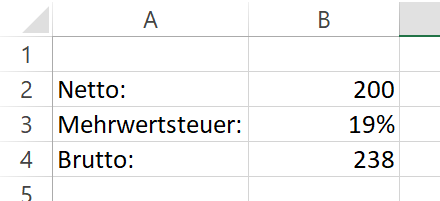 A B
1
2 Netto: 200
3 Mehrwertsteuer: 19%
4 Brutto: 238
5